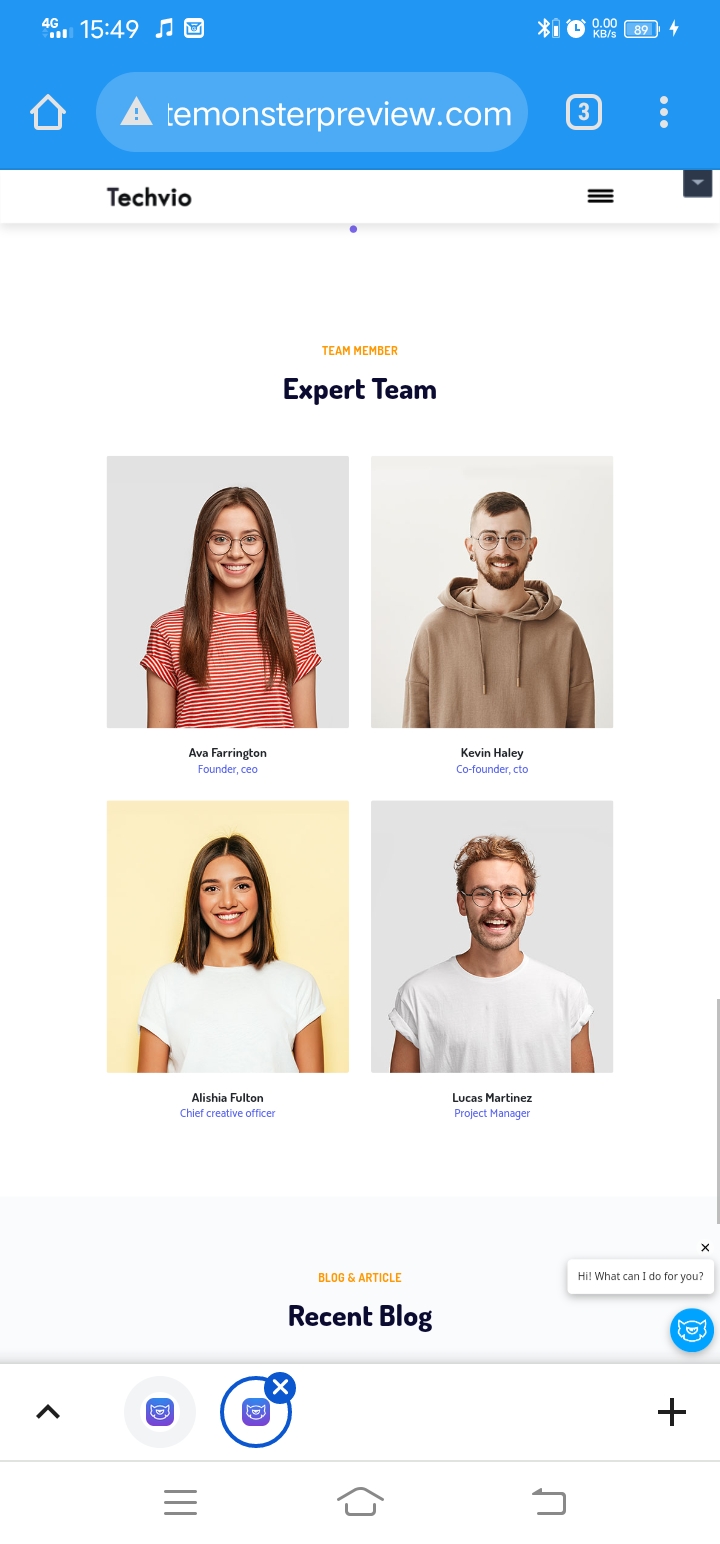 4G 15:49 0.00 KB/s 89
temonsterpreview.com 3
Techvio
TEAM MEMBER
Expert Team
Ava Farrington Kevin Haley
Founder, ceo Co-founder, cto
Alishia Fulton Lucas Martinez
Chief creative officer Project Manager
Hi! What can I do for you?
BLOG & ARTICLE
Recent Blog